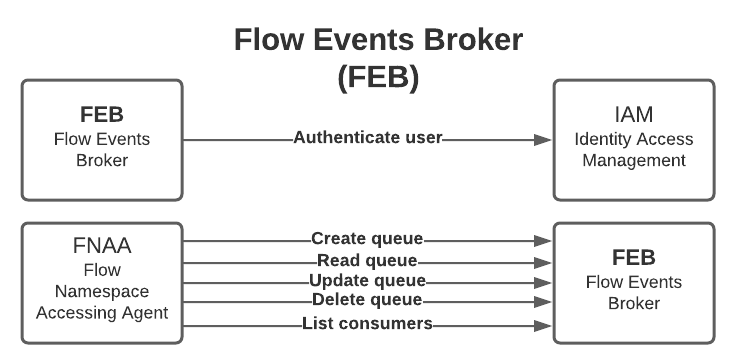 Flow Events Broker
(FEB)
FEB
Flow Events
Broker
Authenticate user
IAM
Identity Access
Management
FNAA
Flow
Namespace
Accessing Agent
Create queue
Read queue
Update queue
Delete queue
List consumers
FEB
Flow Events
Broker